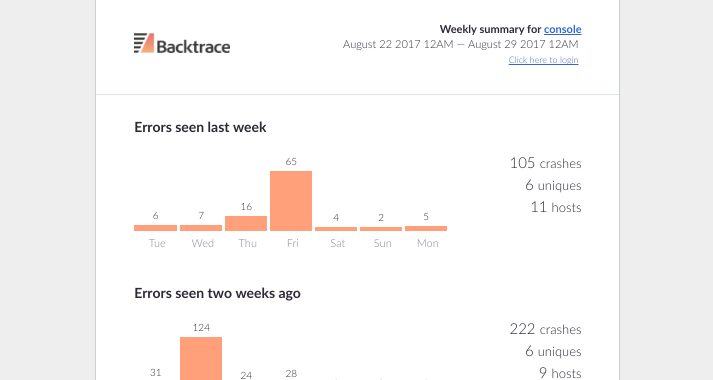 Backtrace
Weekly summary for console
August 22 2017 12AM — August 29 2017 12AM
Click here to login
Errors seen last week
6 7 16 65 4 2 5
Tue Wed Thu Fri Sat Sun Mon
105 crashes
6 uniques
11 hosts
Errors seen two weeks ago
31 124 24 28
222 crashes
6 uniques
9 hosts